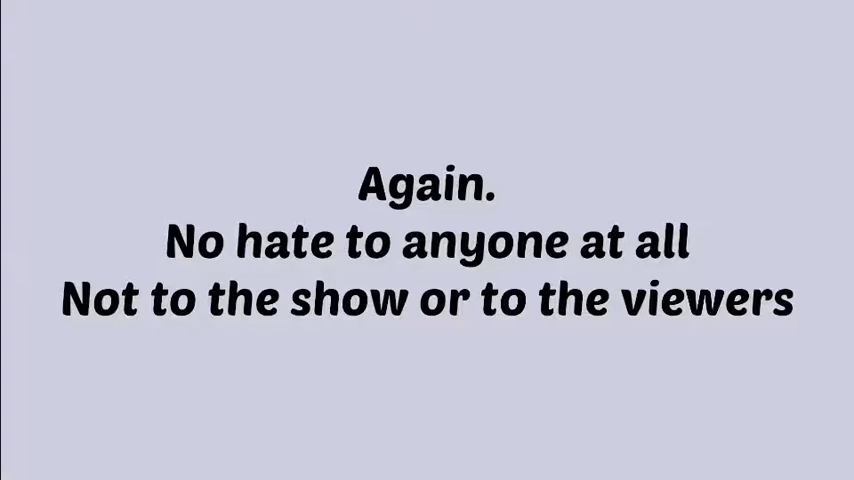 Again.
No hate to anyone at all
Not to the show or to the viewers